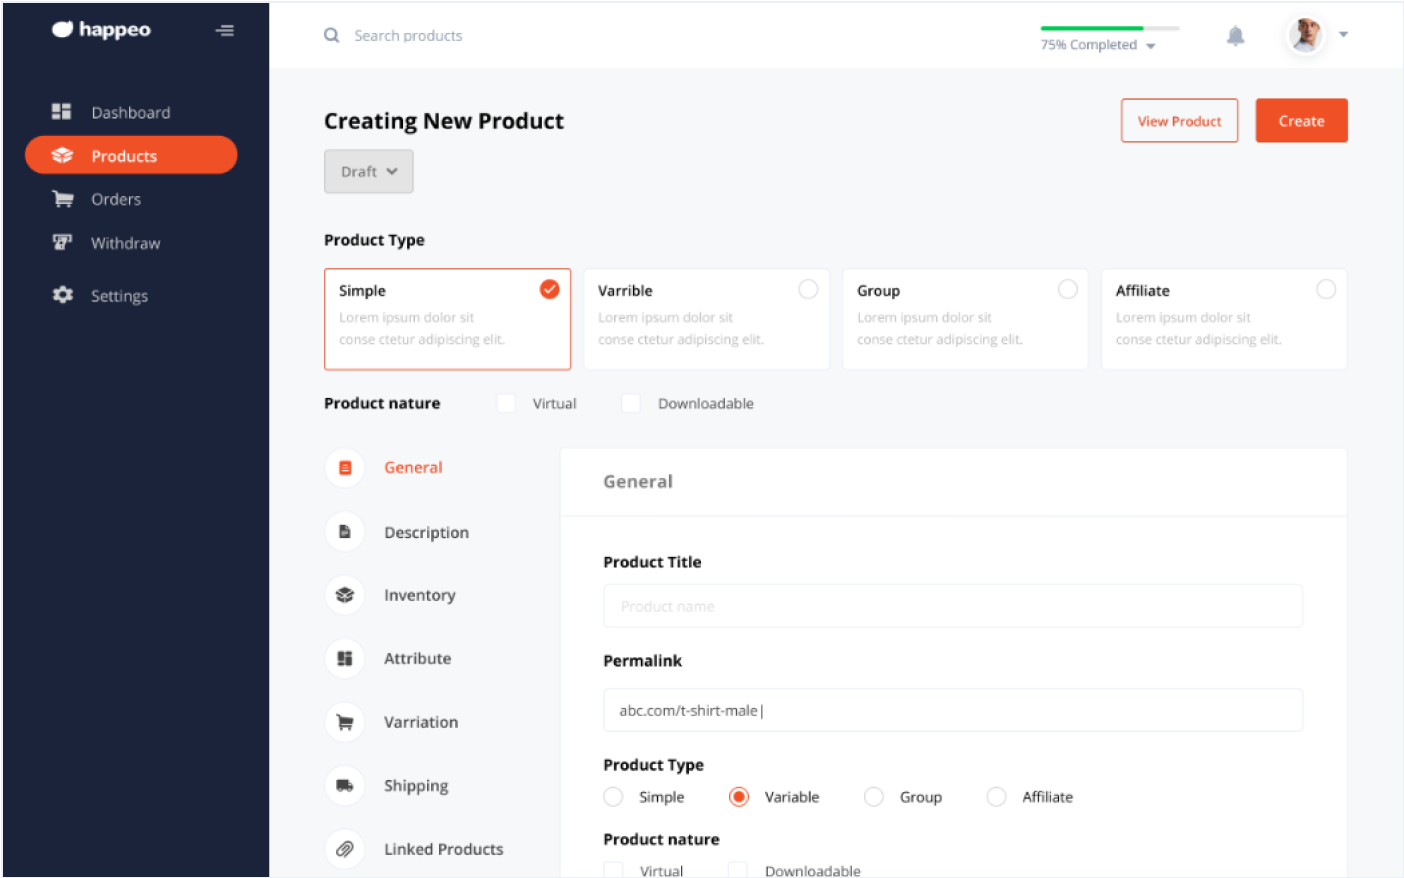 happeo
Search products
75% Completed
Dashboard
Products
Orders
Withdraw
Settings
Creating New Product
View Product
Create
Draft
Product Type
Simple
Lorem ipsum dolor sit
conse ctetur adipiscing elit.
Varrible
Lorem ipsum dolor sit
conse ctetur adipiscing elit.
Group
Lorem ipsum dolor sit
conse ctetur adipiscing elit.
Affiliate
Lorem ipsum dolor sit
conse ctetur adipiscing elit.
Product nature
Virtual
Downloadable
General
Description
Inventory
Attribute
Varriation
Shipping
Linked Products
General
Product Title
Product name
Permalink
abc.com/t-shirt-male
Product Type
Simple
Variable
Group
Affiliate
Product nature
Virtual
Downloadable